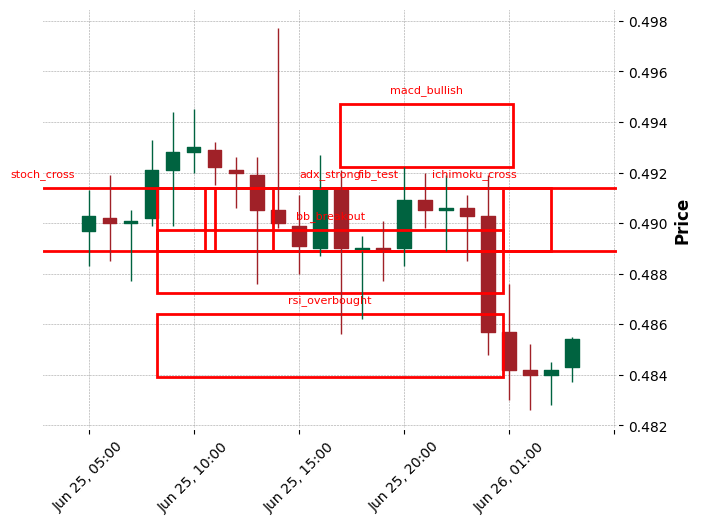 0.498
0.496
macd_bullish
0.494
stoch_cross
adx_strong
fib_test
ichimoku_cross
0.492
bb_breakout
0.490
Price
0.488
rsi_overbought
0.486
0.484
0.482
Jun 25, 05:00
Jun 25, 10:00
Jun 25, 15:00
Jun 25, 20:00
Jun 26, 01:00